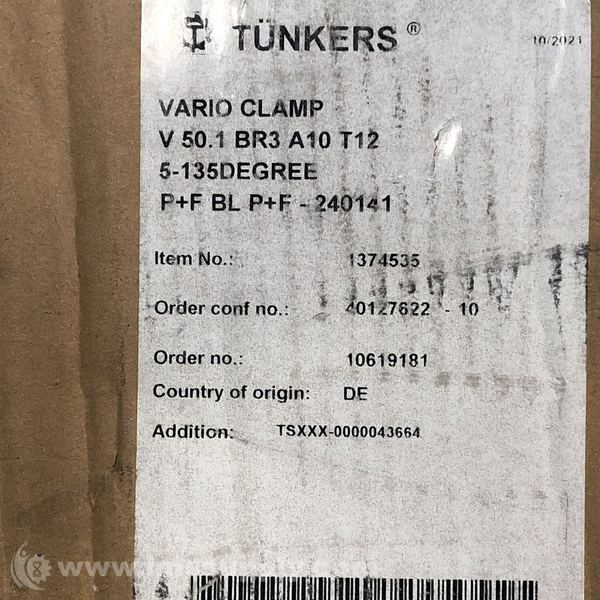 TÜNKERS®
10/2021
VARIO CLAMP
V 50.1 BR3 A10 T12
5-135DEGREE
P+F BL P+F - 240141
Item No.: 1374535
Order conf no.: 40127622 - 10
Order no.: 10619181
Country of origin: DE
Addition: TSXXX-0000043664